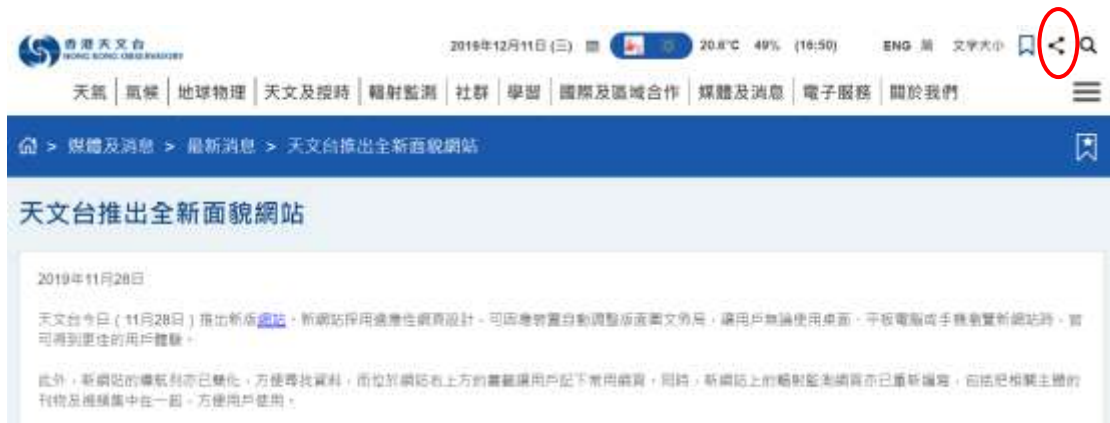 香港天文台
HONG KONG OBSERVATORY
2019年12月11日 (三) 20.8°C 49% (16:50) ENG 简 文字大小
天氣 | 氣候 | 地球物理 | 天文及授時 | 輻射監測 | 社群 | 學習 | 國際及區域合作 | 媒體及消息 | 電子服務 | 關於我們
> 媒體及消息 > 最新消息 > 天文台推出全新面貌網站
天文台推出全新面貌網站
2019年11月28日
天文台今日 ( 11月28日 ) 推出新版網站，新網站採用適應性網頁設計，可因應裝置自動調整版面圖文佈局，讓用戶無論使用桌面、平板電腦或手機瀏覽新網站時，皆
可得到更佳的用戶體驗。
此外，新網站的導航列亦已簡化，方便尋找資料，而位於網站右上方的書籤讓用戶記下常用網頁，同時，新網站上的輻射監測網頁亦已重新編寫，包括把相關主題的
刊物及視頻集中在一起，方便用戶使用。